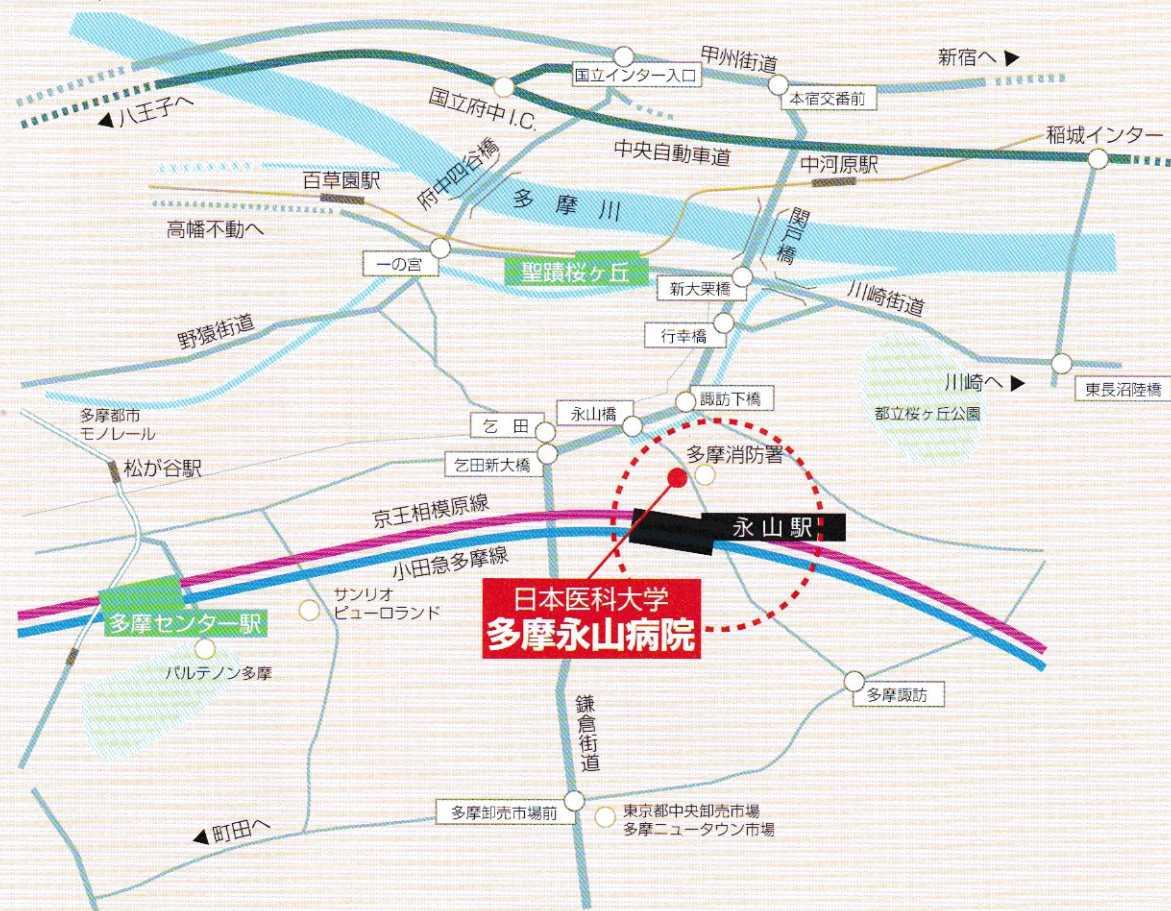 甲州街道
新宿へ ▶
国立インター入口
本宿交番前
◀ 八王子へ
国立府中 I.C.
中央自動車道
稲城インター
中河原駅
百草園駅
府中四谷橋
多摩川
高幡不動へ
関戸橋
一の宮
聖蹟桜ヶ丘
新大栗橋
川崎街道
野猿街道
行幸橋
川崎へ ▶
東長沼陸橋
都立桜ヶ丘公園
諏訪下橋
永山橋
乞田
多摩都市
モノレール
松が谷駅
乞田新大橋
多摩消防署
京王相模原線
永山駅
小田急多摩線
サンリオ
ピューロランド
日本医科大学
多摩永山病院
多摩センター駅
パルテノン多摩
多摩諏訪
鎌倉街道
多摩卸売市場前
東京都中央卸売市場
多摩ニュータウン市場
◀ 町田へ